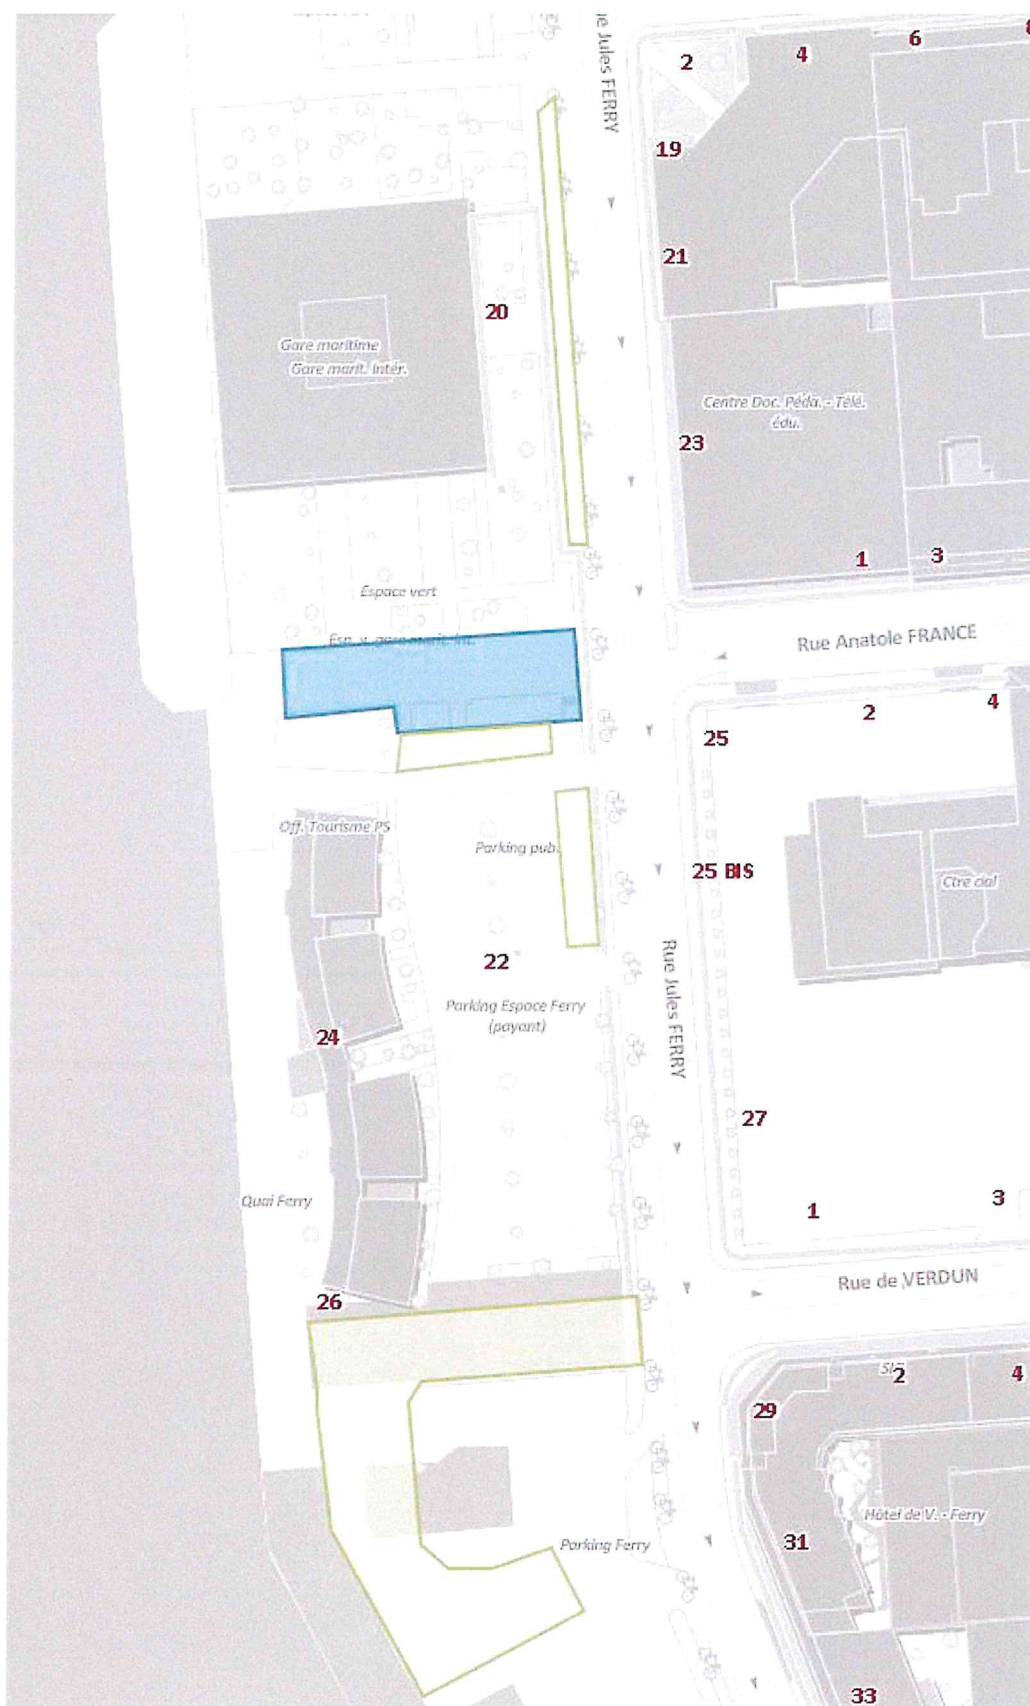 Rue Jules FERRY
2
4
6
19
21
20
Gare maritime
Gare marit. Intér.
Centre Doc. Péda. - Télé.
édu.
23
1
3
Espace vert
Rue Anatole FRANCE
2
4
25
Off. Tourisme PS
Parking pub.
25 BIS
Ctre cial
22
Rue Jules FERRY
Parking Espace Ferry
(payant)
24
27
Quai Ferry
1
3
26
Rue de VERDUN
2
4
29
Hôtel de V. - Ferry
31
Parking Ferry
33